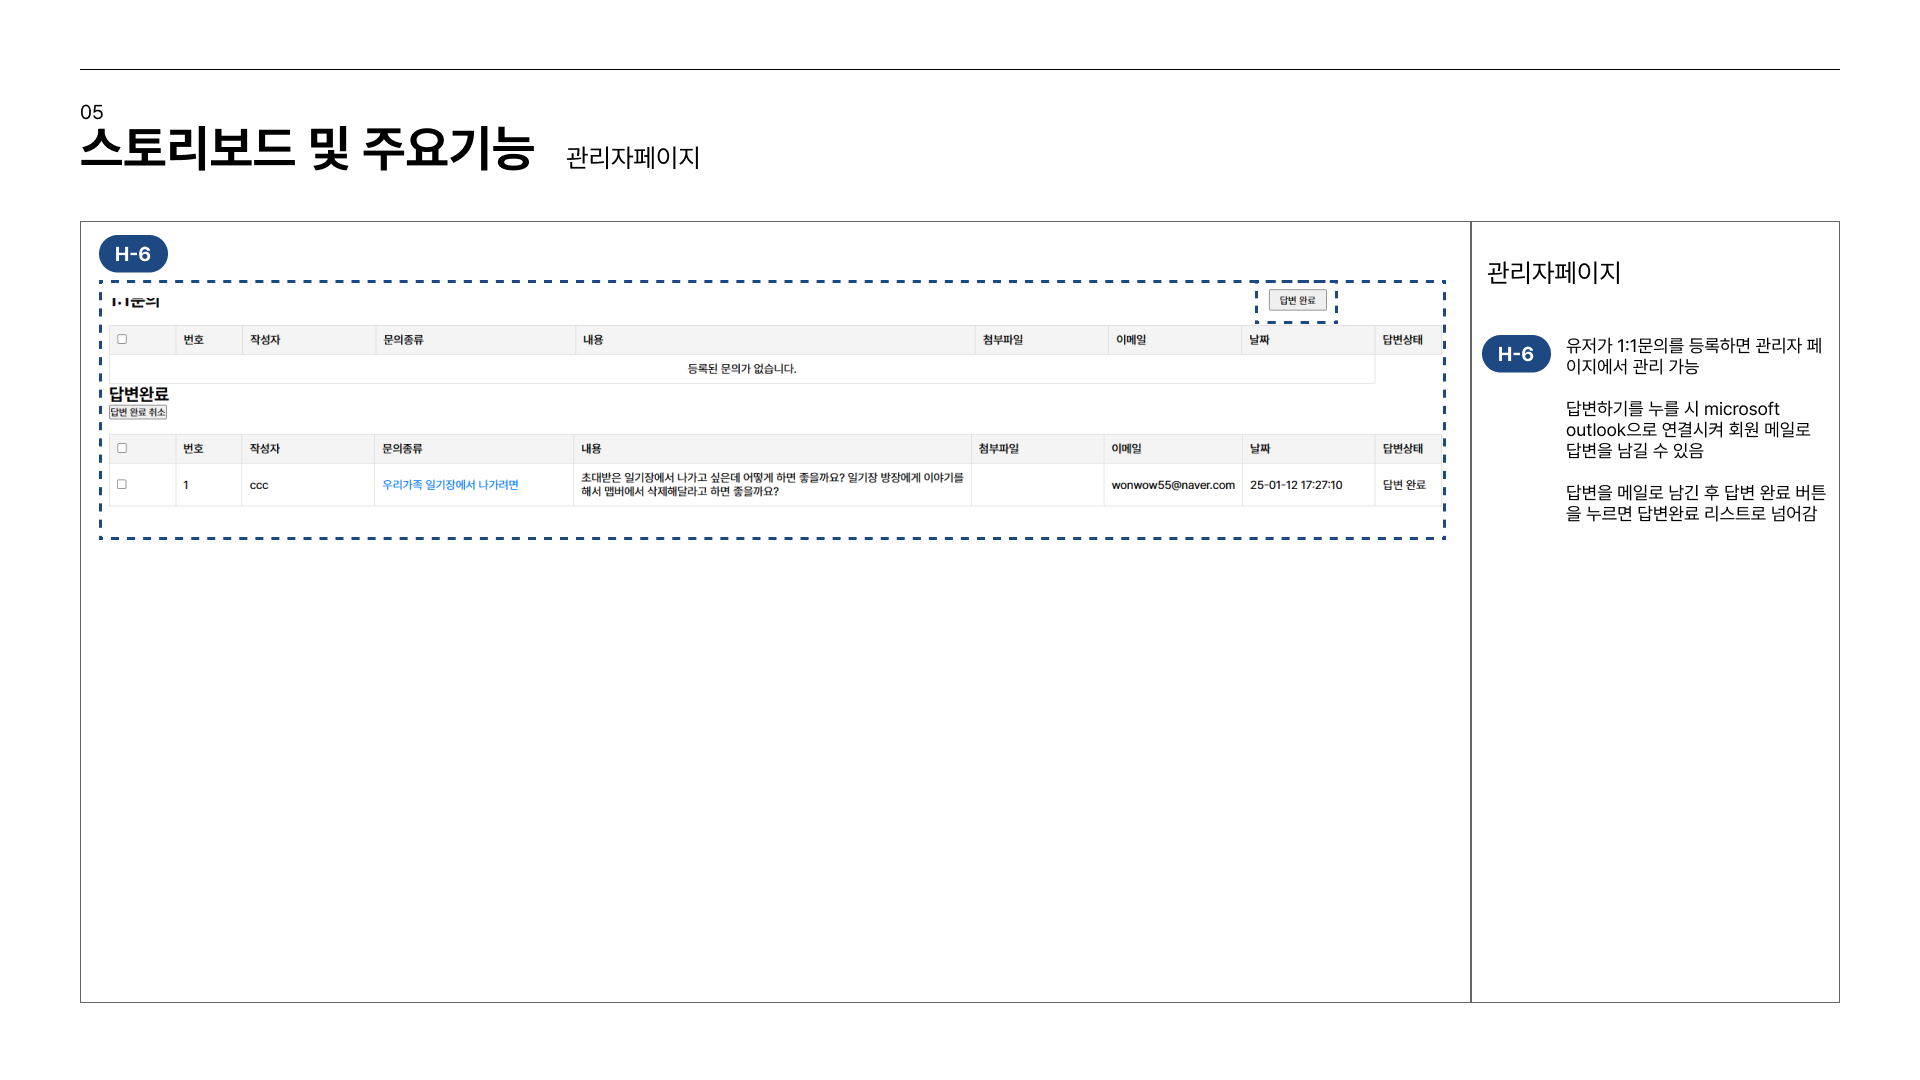 05
스토리보드 및 주요기능 관리자페이지
H-6
1:1문의
답변 완료
번호 작성자 문의종류 내용 첨부파일 이메일 날짜 답변상태
등록된 문의가 없습니다.
답변완료
답변 완료 취소
번호 작성자 문의종류 내용 첨부파일 이메일 날짜 답변상태
1 ccc 우리가족 일기장에서 나가려면 초대받은 일기장에서 나가고 싶은데 어떻게 하면 좋을까요? 일기장 방장에게 이야기를
해서 맴버에서 삭제해달라고 하면 좋을까요? wonwow55@naver.com 25-01-12 17:27:10 답변 완료
관리자페이지
H-6
유저가 1:1문의를 등록하면 관리자 페
이지에서 관리 가능
답변하기를 누를 시 microsoft
outlook으로 연결시켜 회원 메일로
답변을 남길 수 있음
답변을 메일로 남긴 후 답변 완료 버튼
을 누르면 답변완료 리스트로 넘어감